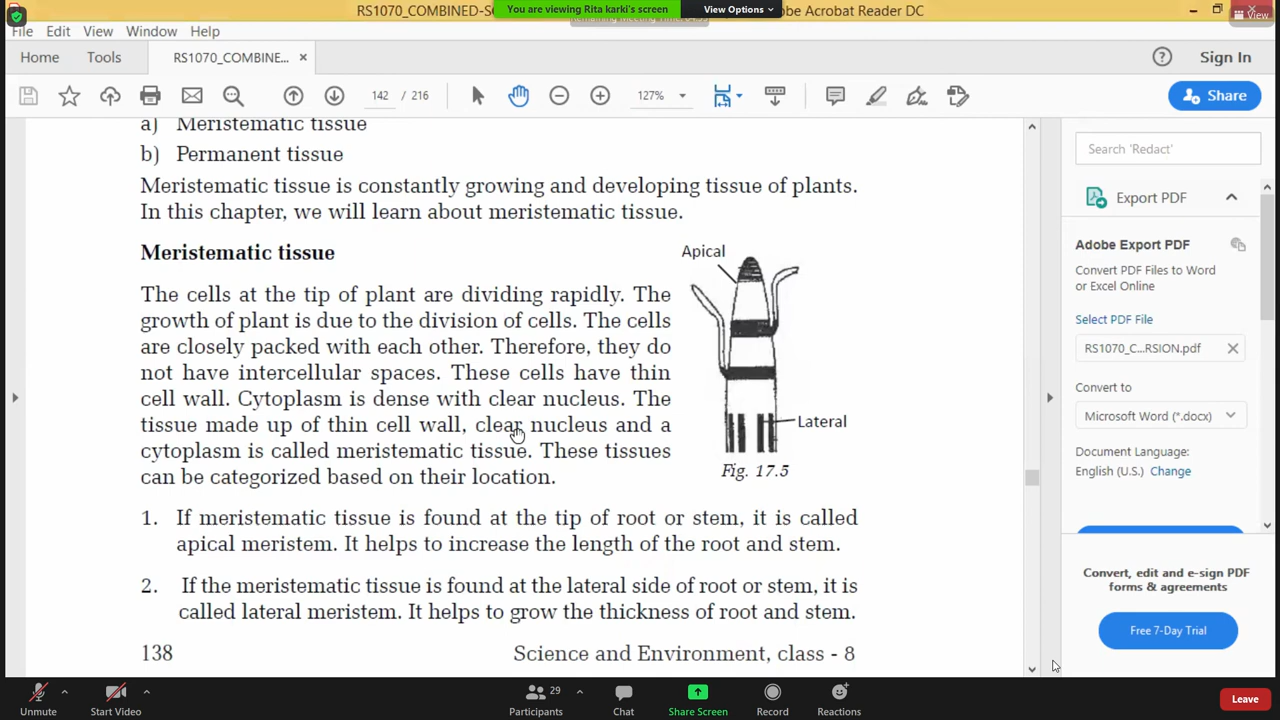 RS1070_COMBINED-S
You are viewing Rita karki's screen
View Options
obe Acrobat Reader DC
View
File Edit View Window Help
Home Tools RS1070_COMBINE... Sign In
142 / 216 127% Share
a) Meristematic tissue
b) Permanent tissue
Meristematic tissue is constantly growing and developing tissue of plants.
In this chapter, we will learn about meristematic tissue.
Meristematic tissue
The cells at the tip of plant are dividing rapidly. The
growth of plant is due to the division of cells. The cells
are closely packed with each other. Therefore, they do
not have intercellular spaces. These cells have thin
cell wall. Cytoplasm is dense with clear nucleus. The
tissue made up of thin cell wall, clear nucleus and a
cytoplasm is called meristematic tissue. These tissues
can be categorized based on their location.
Apical
Lateral
Fig. 17.5
1. If meristematic tissue is found at the tip of root or stem, it is called
apical meristem. It helps to increase the length of the root and stem.
2. If the meristematic tissue is found at the lateral side of root or stem, it is
called lateral meristem. It helps to grow the thickness of root and stem.
138 Science and Environment, class - 8
Search 'Redact'
Export PDF
Adobe Export PDF
Convert PDF Files to Word
or Excel Online
Select PDF File
RS1070_C...RSION.pdf
Convert to
Microsoft Word (*.docx)
Document Language:
English (U.S.) Change
Convert, edit and e-sign PDF
forms & agreements
Free 7-Day Trial
Unmute Start Video 29 Participants Chat Share Screen Record Reactions Leave